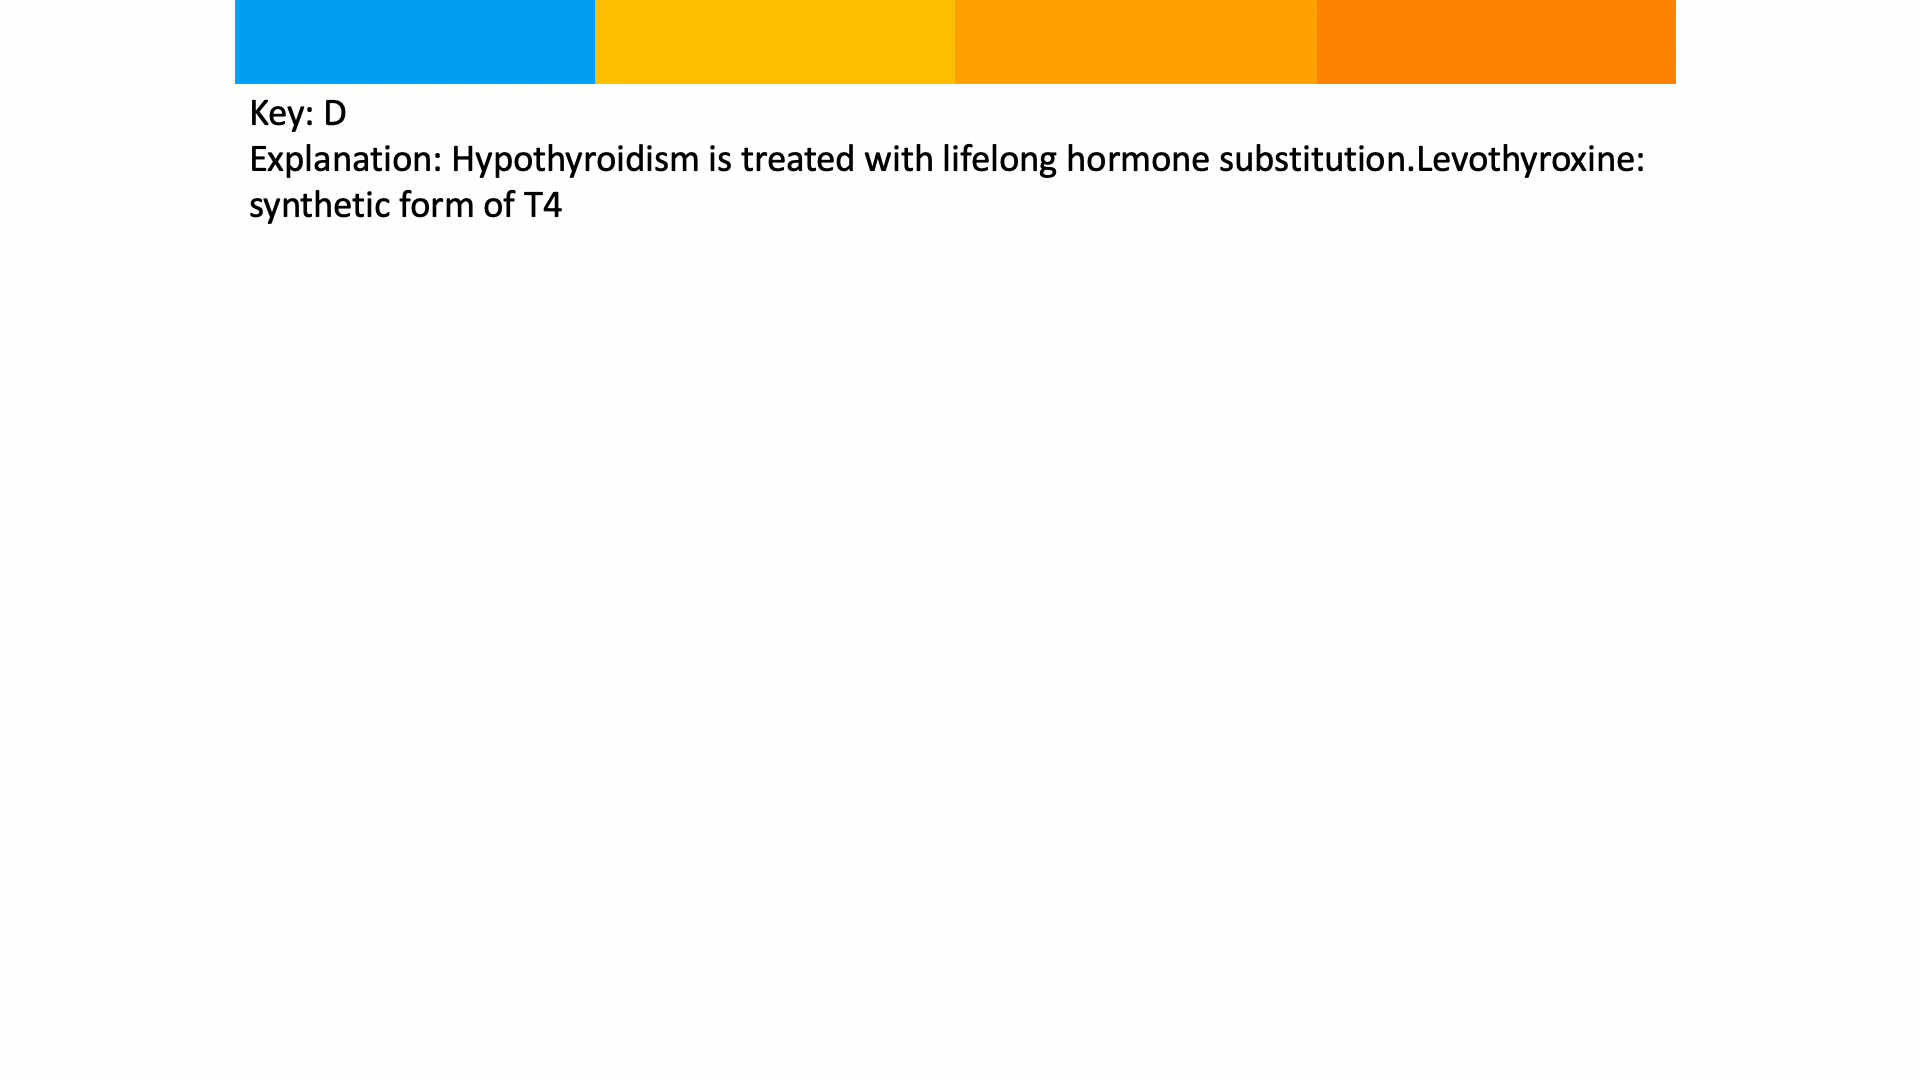 Key: D
Explanation: Hypothyroidism is treated with lifelong hormone substitution.Levothyroxine:
synthetic form of T4